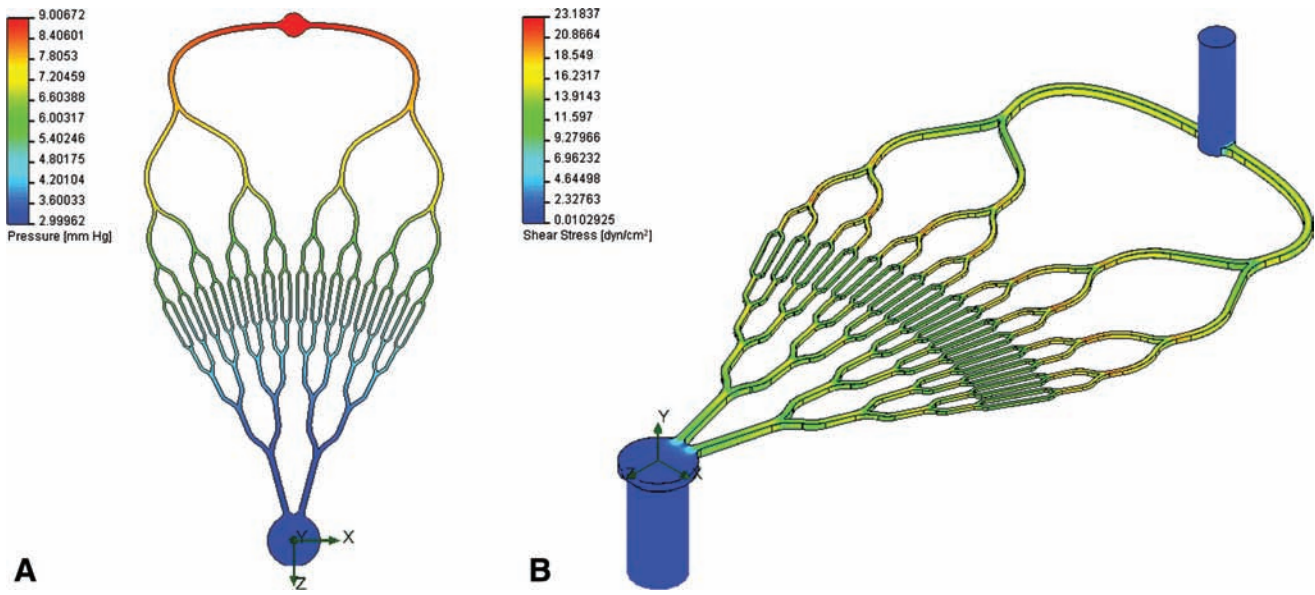 9.00672
8.40601
7.8053
7.20459
6.60388
6.00317
5.40246
4.80175
4.20104
3.60033
2.99962
Pressure [mm Hg]
Y
X
Z
A
23.1837
20.8664
18.549
16.2317
13.9143
11.597
9.27966
6.96232
4.64498
2.32763
0.0102925
Shear Stress [dyn/cm²]
Y
Z
X
B